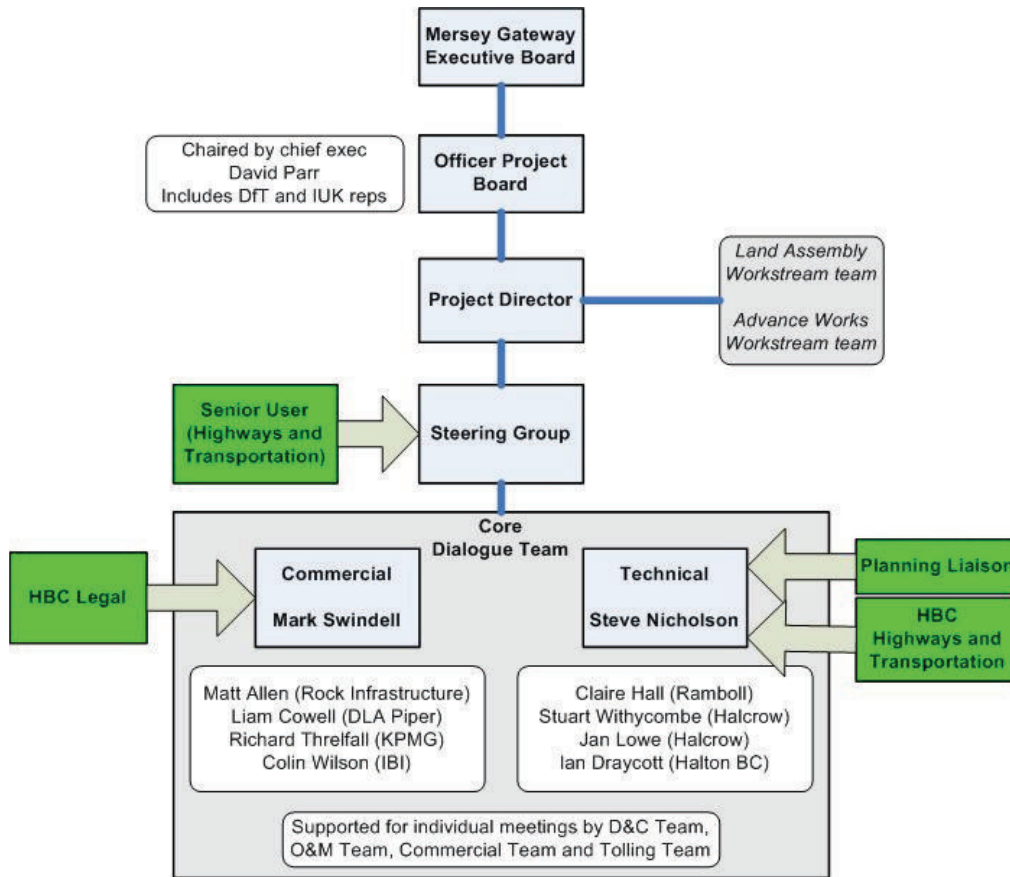 Mersey Gateway
Executive Board
Chaired by chief exec
David Parr
Includes DfT and IUK reps
Officer Project
Board
Project Director
Land Assembly
Workstream team
Advance Works
Workstream team
Senior User
(Highways and
Transportation)
Steering Group
Core
Dialogue Team
HBC Legal
Commercial
Mark Swindell
Technical
Steve Nicholson
Planning Liaison
HBC
Highways and
Transportation
Matt Allen (Rock Infrastructure)
Liam Cowell (DLA Piper)
Richard Threlfall (KPMG)
Colin Wilson (IBI)
Claire Hall (Ramboll)
Stuart Withycombe (Halcrow)
Jan Lowe (Halcrow)
Ian Draycott (Halton BC)
Supported for individual meetings by D&C Team,
O&M Team, Commercial Team and Tolling Team